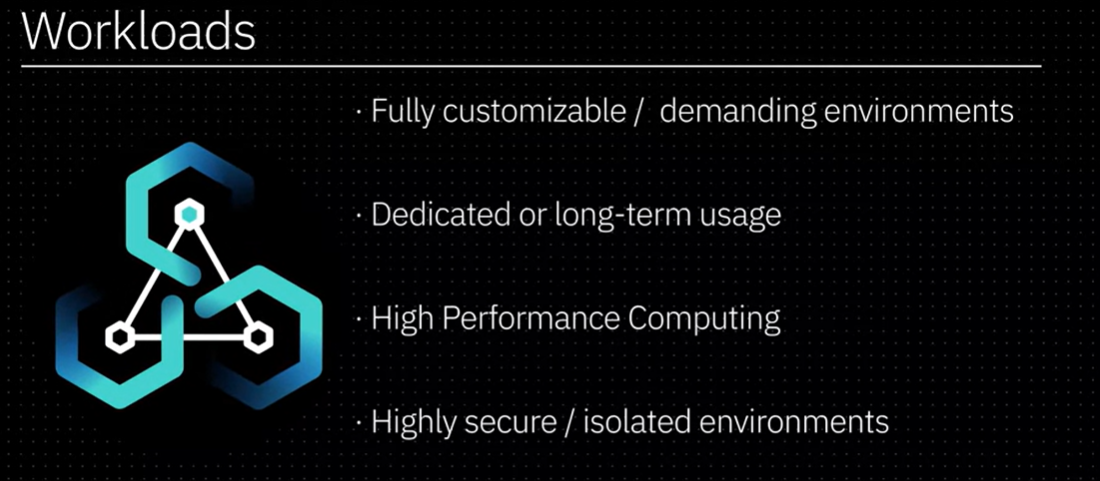 Workloads
· Fully customizable /  demanding environments
· Dedicated or long-term usage
· High Performance Computing
· Highly secure / isolated environments